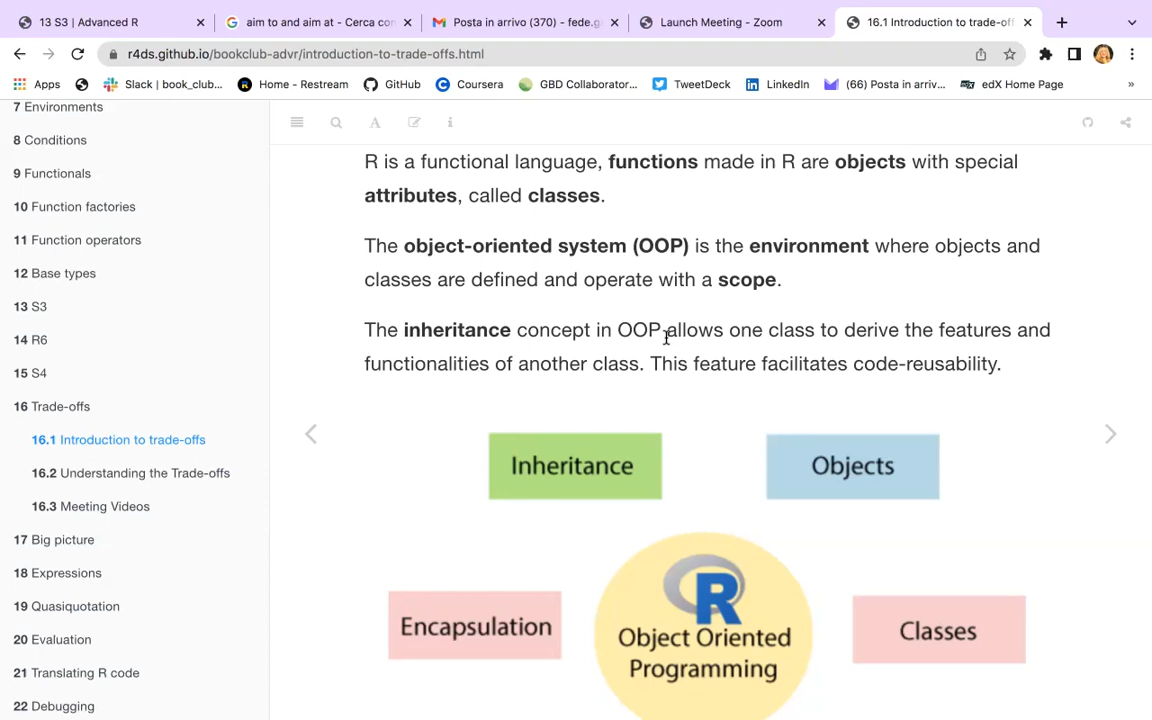 13 S3 | Advanced R
aim to and aim at - Cerca con
Posta in arrivo (370) - fede.g
Launch Meeting - Zoom
16.1 Introduction to trade-off
r4ds.github.io/bookclub-advr/introduction-to-trade-offs.html
Apps
Slack | book_club...
Home - Restream
GitHub
Coursera
GBD Collaborator...
TweetDeck
LinkedIn
(66) Posta in arriv...
edX Home Page
»
7 Environments
8 Conditions
9 Functionals
10 Function factories
11 Function operators
12 Base types
13 S3
14 R6
15 S4
16 Trade-offs
16.1 Introduction to trade-offs
16.2 Understanding the Trade-offs
16.3 Meeting Videos
17 Big picture
18 Expressions
19 Quasiquotation
20 Evaluation
21 Translating R code
22 Debugging
R is a functional language, functions made in R are objects with special
attributes, called classes.
The object-oriented system (OOP) is the environment where objects and
classes are defined and operate with a scope.
The inheritance concept in OOP allows one class to derive the features and
functionalities of another class. This feature facilitates code-reusability.
Inheritance
Objects
Encapsulation
R
Object Oriented
Programming
Classes